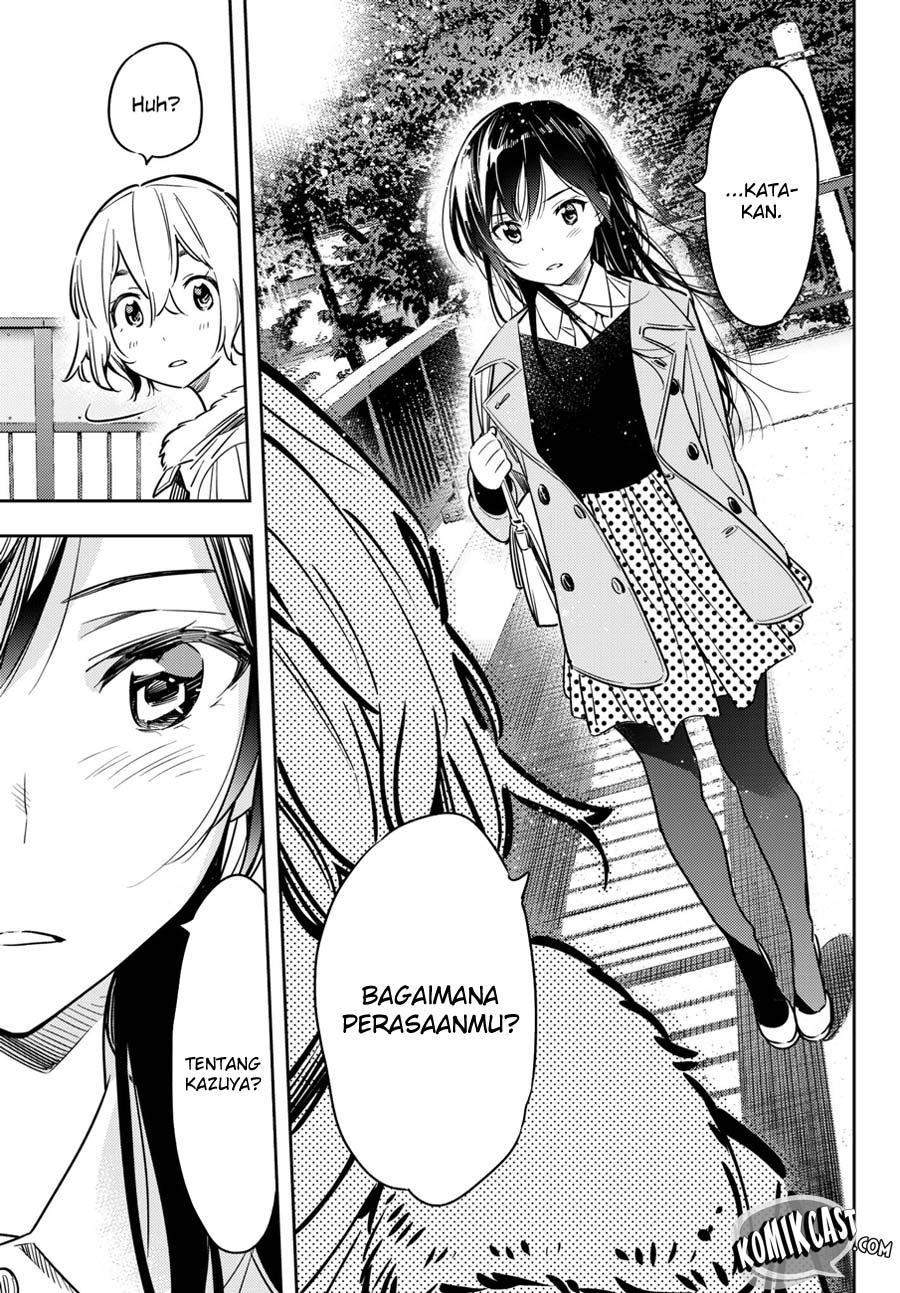 ...KATA-
KAN.
Huh?
BAGAIMANA
PERASAANMU?
TENTANG
KAZUYA?
KOMIKCAST
.COM